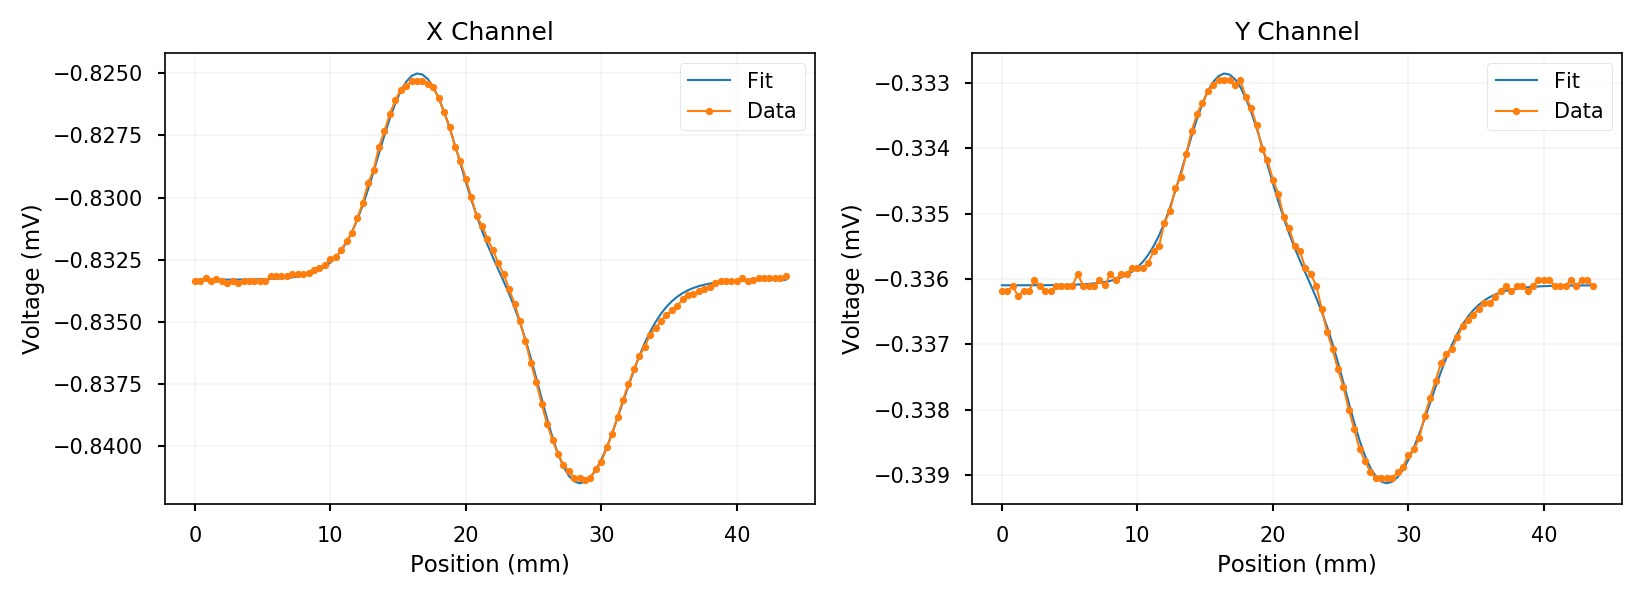 X Channel
Voltage (mV)
−0.8250
−0.8275
−0.8300
−0.8325
−0.8350
−0.8375
−0.8400
0
10
20
30
40
Position (mm)
Fit
Data
Y Channel
Voltage (mV)
−0.333
−0.334
−0.335
−0.336
−0.337
−0.338
−0.339
0
10
20
30
40
Position (mm)
Fit
Data